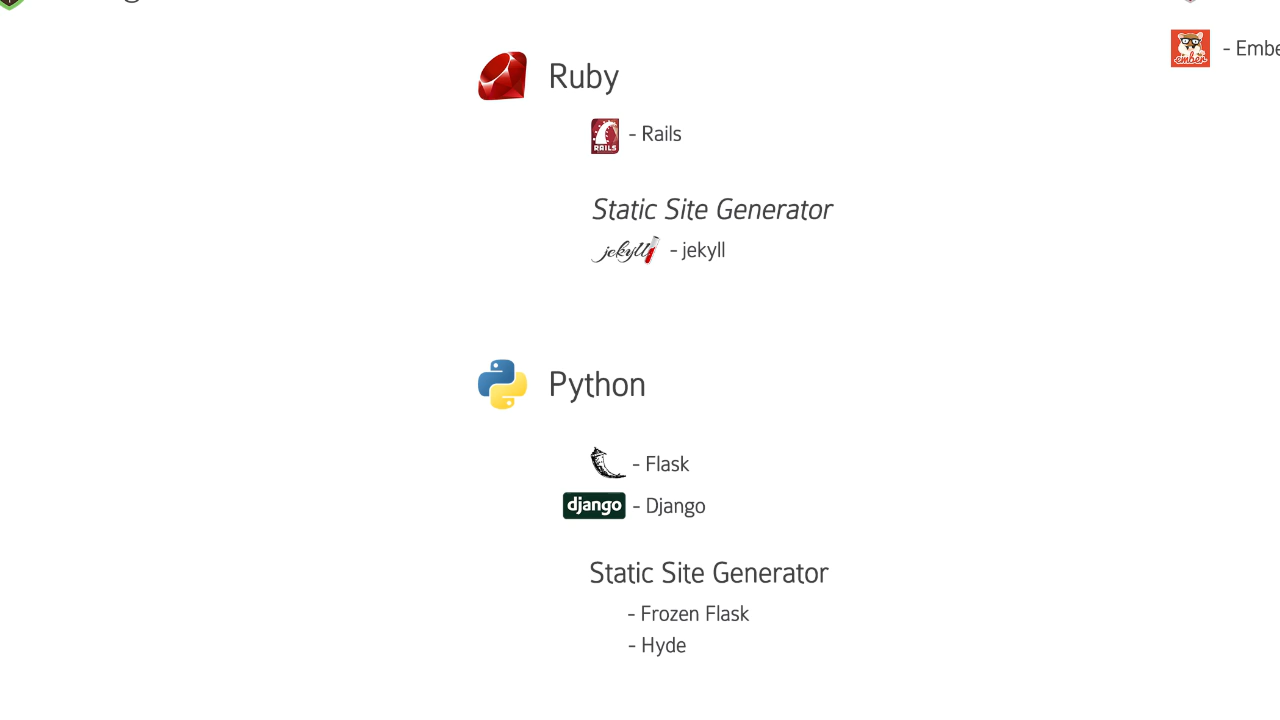 Ruby
RAILS - Rails
Static Site Generator
jekyll - jekyll
Python
- Flask
django - Django
Static Site Generator
- Frozen Flask
- Hyde
ember - Embe